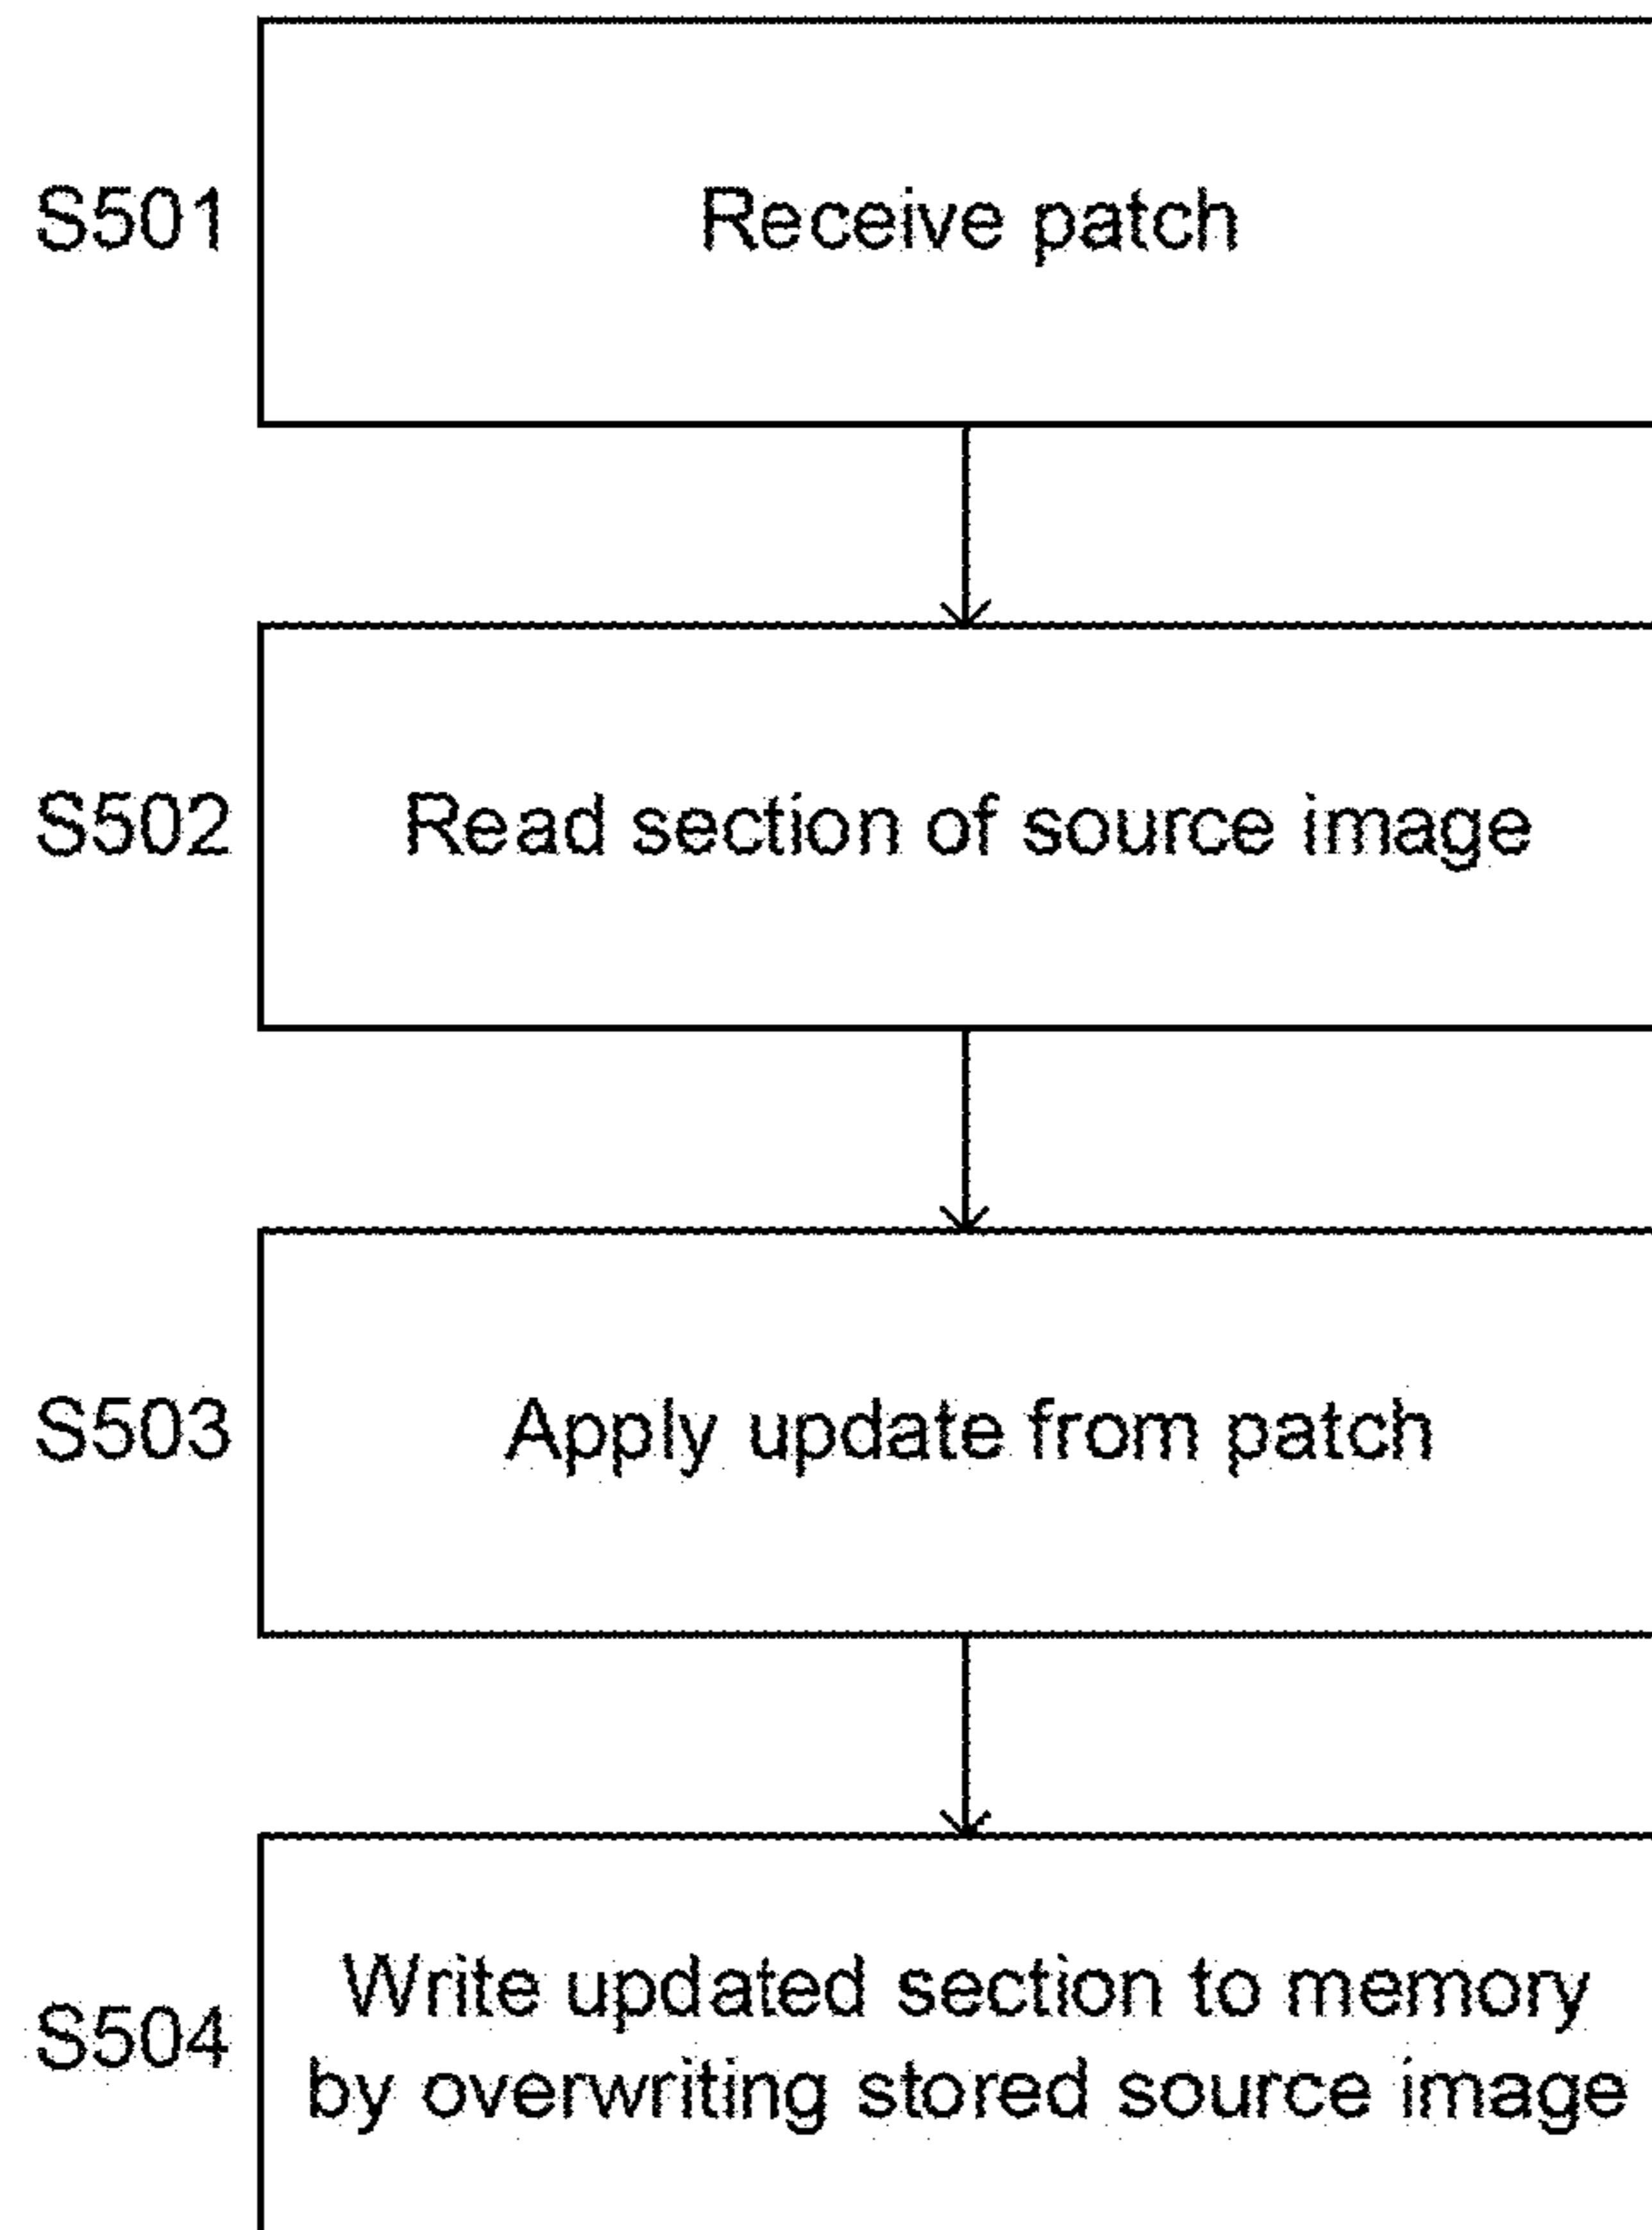 S501 Receive patch
S502 Read section of source image
S503 Apply update from patch
S504 Write updated section to memory
by overwriting stored source image